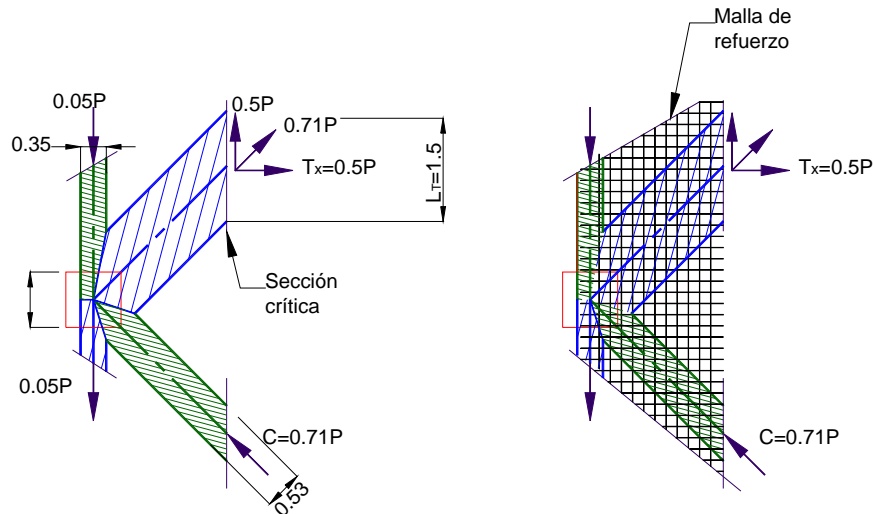 Malla de
refuerzo
0.05P
0.5P
0.71P
0.35
Tx=0.5P
LT=1.5
Tx=0.5P
Sección
crítica
0.05P
C=0.71P
0.53
C=0.71P